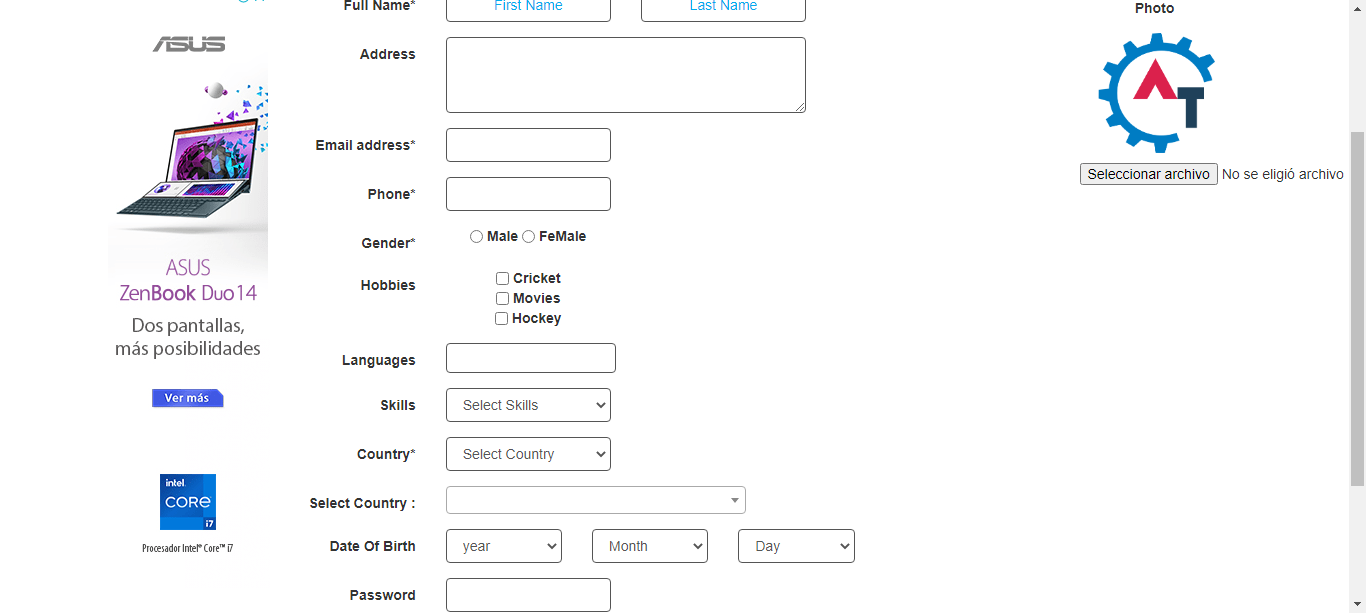 Full Name*
First Name
Last Name
Address
Email address*
Phone*
Gender*
Male
FeMale
Hobbies
Cricket
Movies
Hockey
Languages
Skills
Select Skills
Country*
Select Country
Select Country :
Date Of Birth
year
Month
Day
Password
Photo
AT
Seleccionar archivo
No se eligió archivo
ASUS
ASUS
ZenBook Duo 14
Dos pantallas,
más posibilidades
Ver más
intel.
CORE
i7
Procesador Intel® Core™ i7